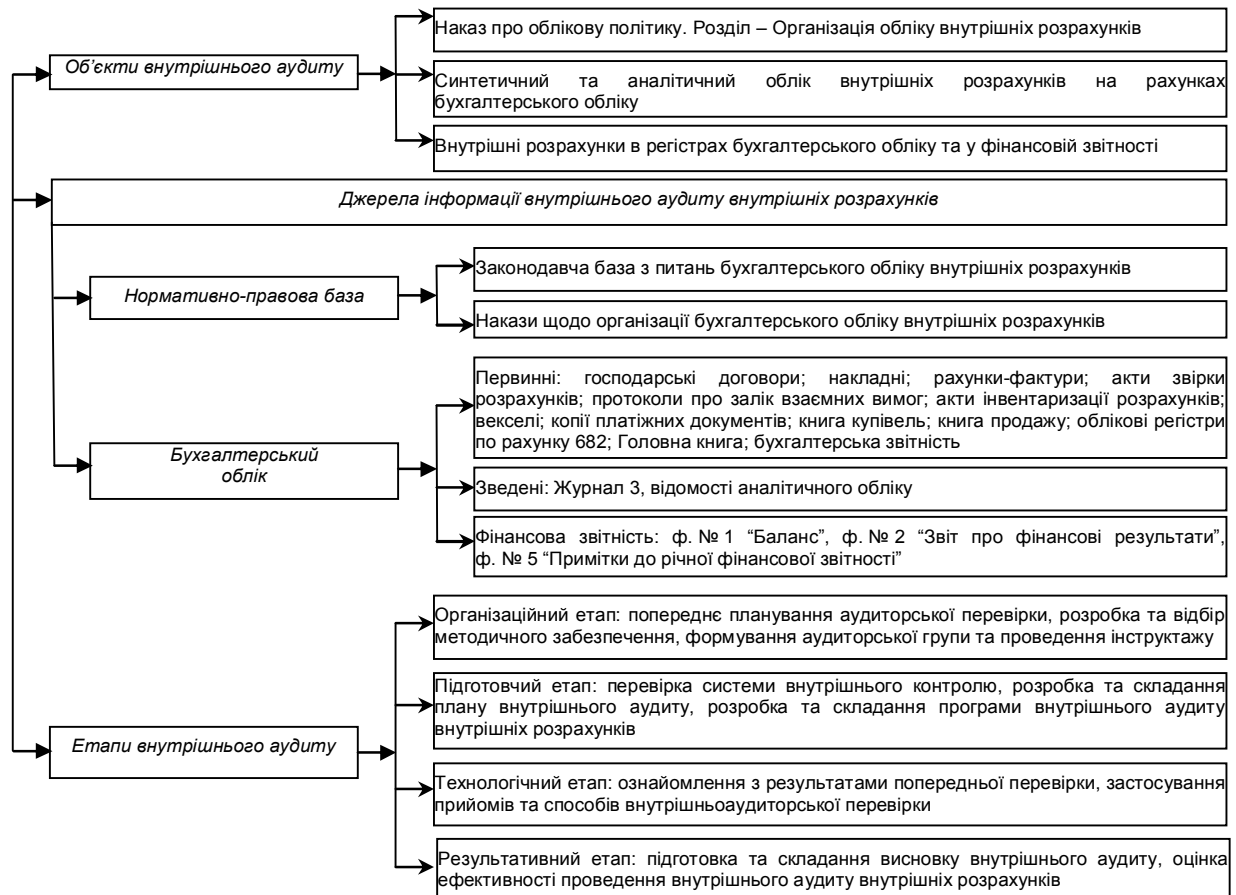 Наказ про облікову політику. Розділ – Організація обліку внутрішніх розрахунків
Об’єкти внутрішнього аудиту
Синтетичний та аналітичний облік внутрішніх розрахунків на рахунках
бухгалтерського обліку
Внутрішні розрахунки в регістрах бухгалтерського обліку та у фінансовій звітності
Джерела інформації внутрішнього аудиту внутрішніх розрахунків
Нормативно-правова база
Законодавча база з питань бухгалтерського обліку внутрішніх розрахунків
Накази щодо організації бухгалтерського обліку внутрішніх розрахунків
Бухгалтерський
облік
Первинні: господарські договори; накладні; рахунки-фактури; акти звірки
розрахунків; протоколи про залік взаємних вимог; акти інвентаризації розрахунків;
векселі; копії платіжних документів; книга купівель; книга продажу; облікові регістри
по рахунку 682; Головна книга; бухгалтерська звітність
Зведені: Журнал 3, відомості аналітичного обліку
Фінансова звітність: ф. № 1 “Баланс”, ф. № 2 “Звіт про фінансові результати”,
ф. № 5 “Примітки до річної фінансової звітності”
Етапи внутрішнього аудиту
Організаційний етап: попереднє планування аудиторської перевірки, розробка та відбір
методичного забезпечення, формування аудиторської групи та проведення інструктажу
Підготовчий етап: перевірка системи внутрішнього контролю, розробка та складання
плану внутрішнього аудиту, розробка та складання програми внутрішнього аудиту
внутрішніх розрахунків
Технологічний етап: ознайомлення з результатами попередньої перевірки, застосування
прийомів та способів внутрішньоаудиторської перевірки
Результативний етап: підготовка та складання висновку внутрішнього аудиту, оцінка
ефективності проведення внутрішнього аудиту внутрішніх розрахунків